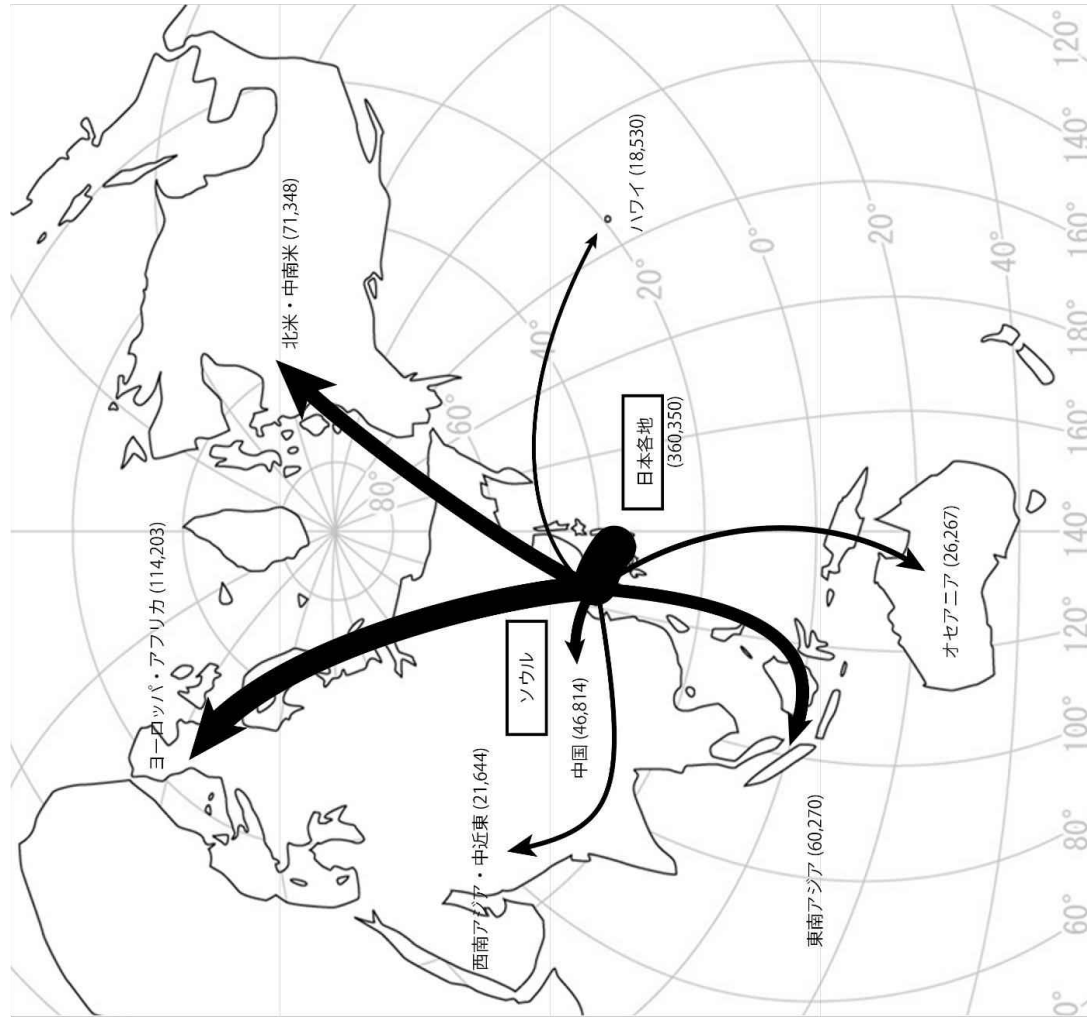 ヨーロッパ・アフリカ (114,203)
北米・中南米 (71,348)
ハワイ (18,530)
日本各地
(360,350)
ソウル
中国 (46,814)
西南アジア・中近東 (21,644)
東南アジア (60,270)
オセアニア (26,267)
80°
60°
40°
20°
0°
20°
40°
0°
60°
80°
100°
120°
140°
160°
180°
160°
140°
120°